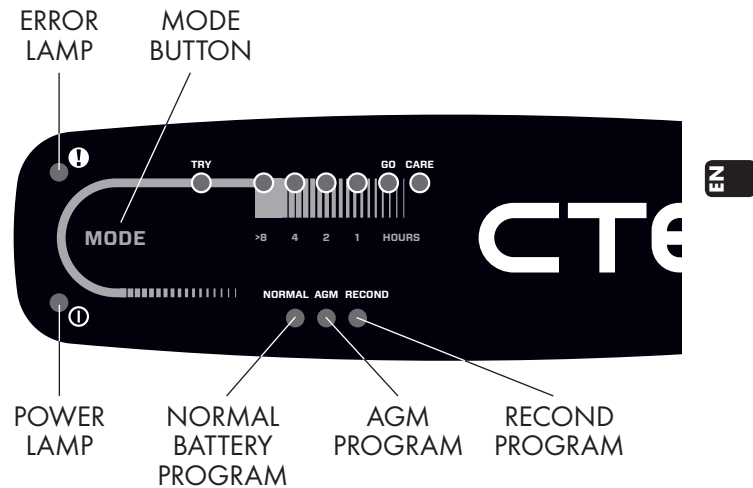 ERROR
LAMP
MODE
BUTTON
TRY
GO CARE
MODE
>8 4 2 1 HOURS
NORMAL AGM RECOND
CTE
EN
POWER
LAMP
NORMAL
BATTERY
PROGRAM
AGM
PROGRAM
RECOND
PROGRAM